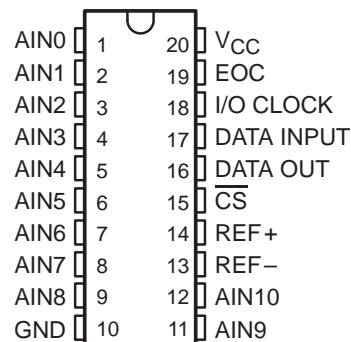 AIN0 1 20 VCC
AIN1 2 19 EOC
AIN2 3 18 I/O CLOCK
AIN3 4 17 DATA INPUT
AIN4 5 16 DATA OUT
AIN5 6 15 C̅S̅
AIN6 7 14 REF+
AIN7 8 13 REF–
AIN8 9 12 AIN10
GND 10 11 AIN9